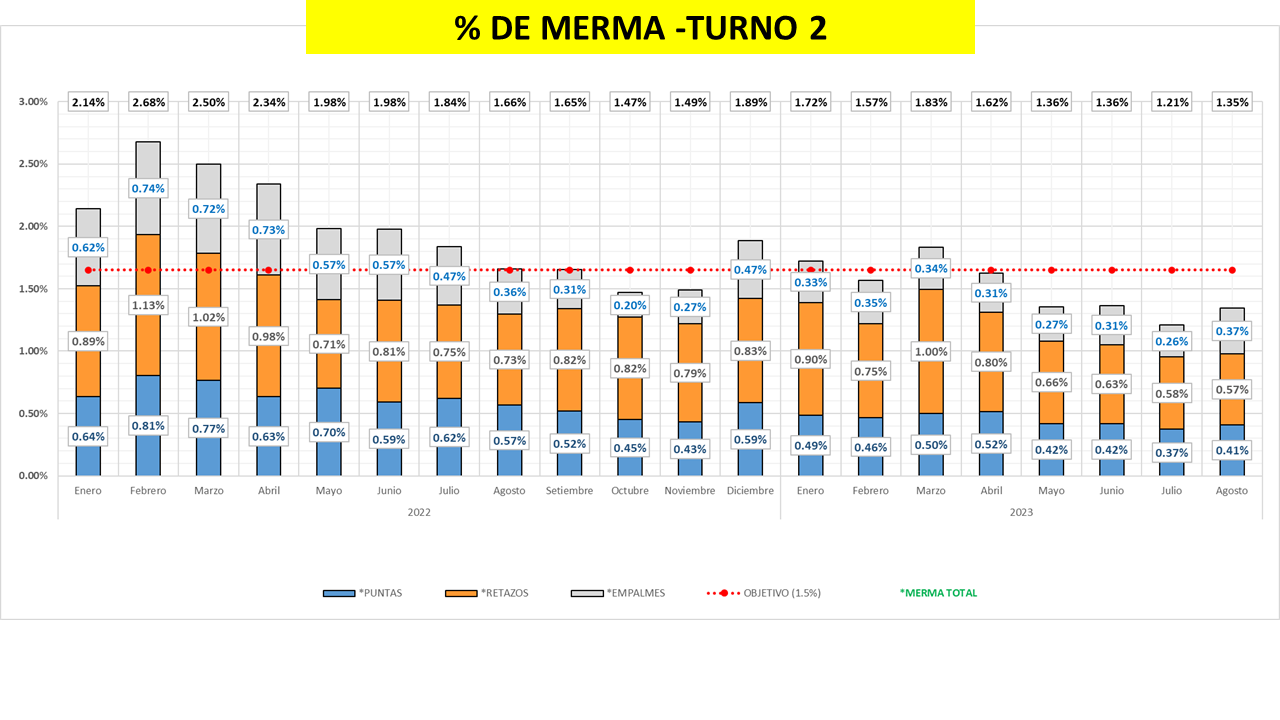 % DE MERMA -TURNO 2
2.14% 2.68% 2.50% 2.34% 1.98% 1.98% 1.84% 1.66% 1.65% 1.47% 1.49% 1.89% 1.72% 1.57% 1.83% 1.62% 1.36% 1.36% 1.21% 1.35%
3.00%
2.50%
2.00%
1.50%
1.00%
0.50%
0.00%
0.62% 0.74% 0.72% 0.73% 0.57% 0.57% 0.47% 0.36% 0.31% 0.20% 0.27% 0.47% 0.33% 0.35% 0.34% 0.31% 0.27% 0.31% 0.26% 0.37%
0.89% 1.13% 1.02% 0.98% 0.71% 0.81% 0.75% 0.73% 0.82% 0.82% 0.79% 0.83% 0.90% 0.75% 1.00% 0.80% 0.66% 0.63% 0.58% 0.57%
0.64% 0.81% 0.77% 0.63% 0.70% 0.59% 0.62% 0.57% 0.52% 0.45% 0.43% 0.59% 0.49% 0.46% 0.50% 0.52% 0.42% 0.42% 0.37% 0.41%
Enero Febrero Marzo Abril Mayo Junio Julio Agosto Setiembre Octubre Noviembre Diciembre Enero Febrero Marzo Abril Mayo Junio Julio Agosto
2022 2023
*PUNTAS *RETAZOS *EMPALMES OBJETIVO (1.5%) *MERMA TOTAL